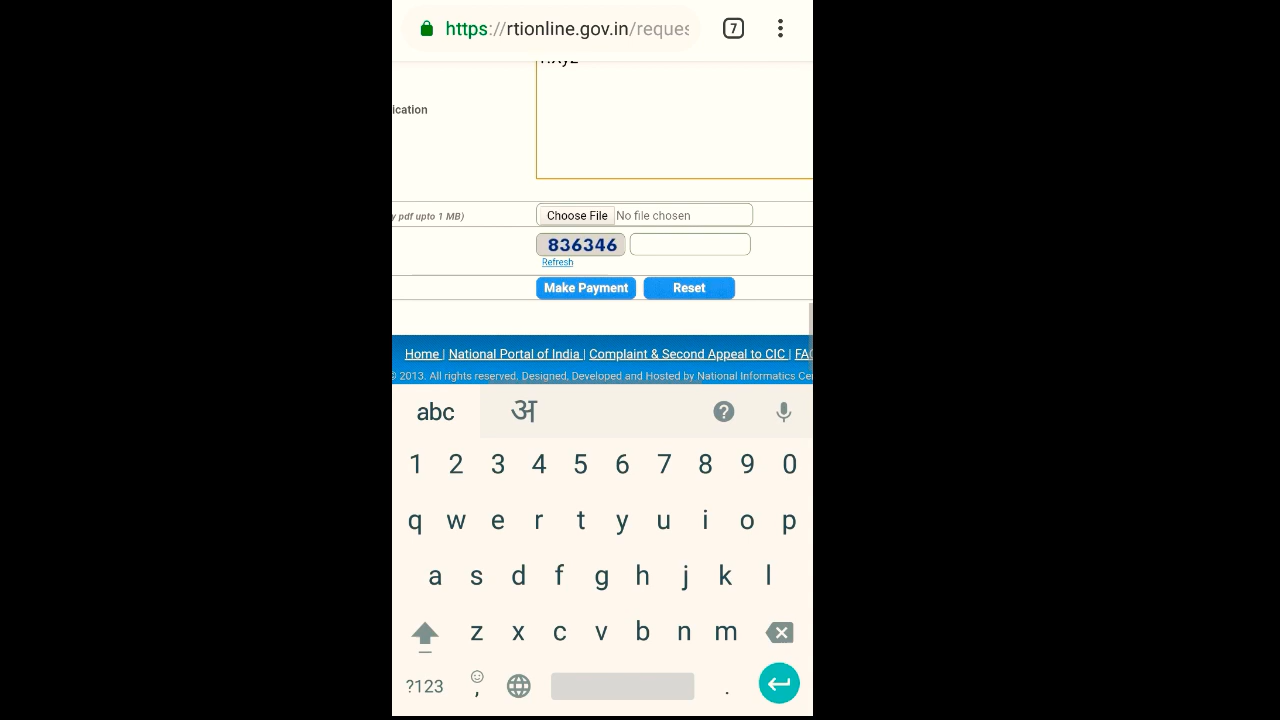 https://rtionline.gov.in/reques
7
ication
y pdf upto 1 MB)
Choose File No file chosen
836346
Refresh
Make Payment Reset
Home | National Portal of India | Complaint & Second Appeal to CIC | FA
© 2013. All rights reserved. Designed, Developed and Hosted by National Informatics Ce
abc अ
1 2 3 4 5 6 7 8 9 0
q w e r t y u i o p
a s d f g h j k l
z x c v b n m
?123 , .